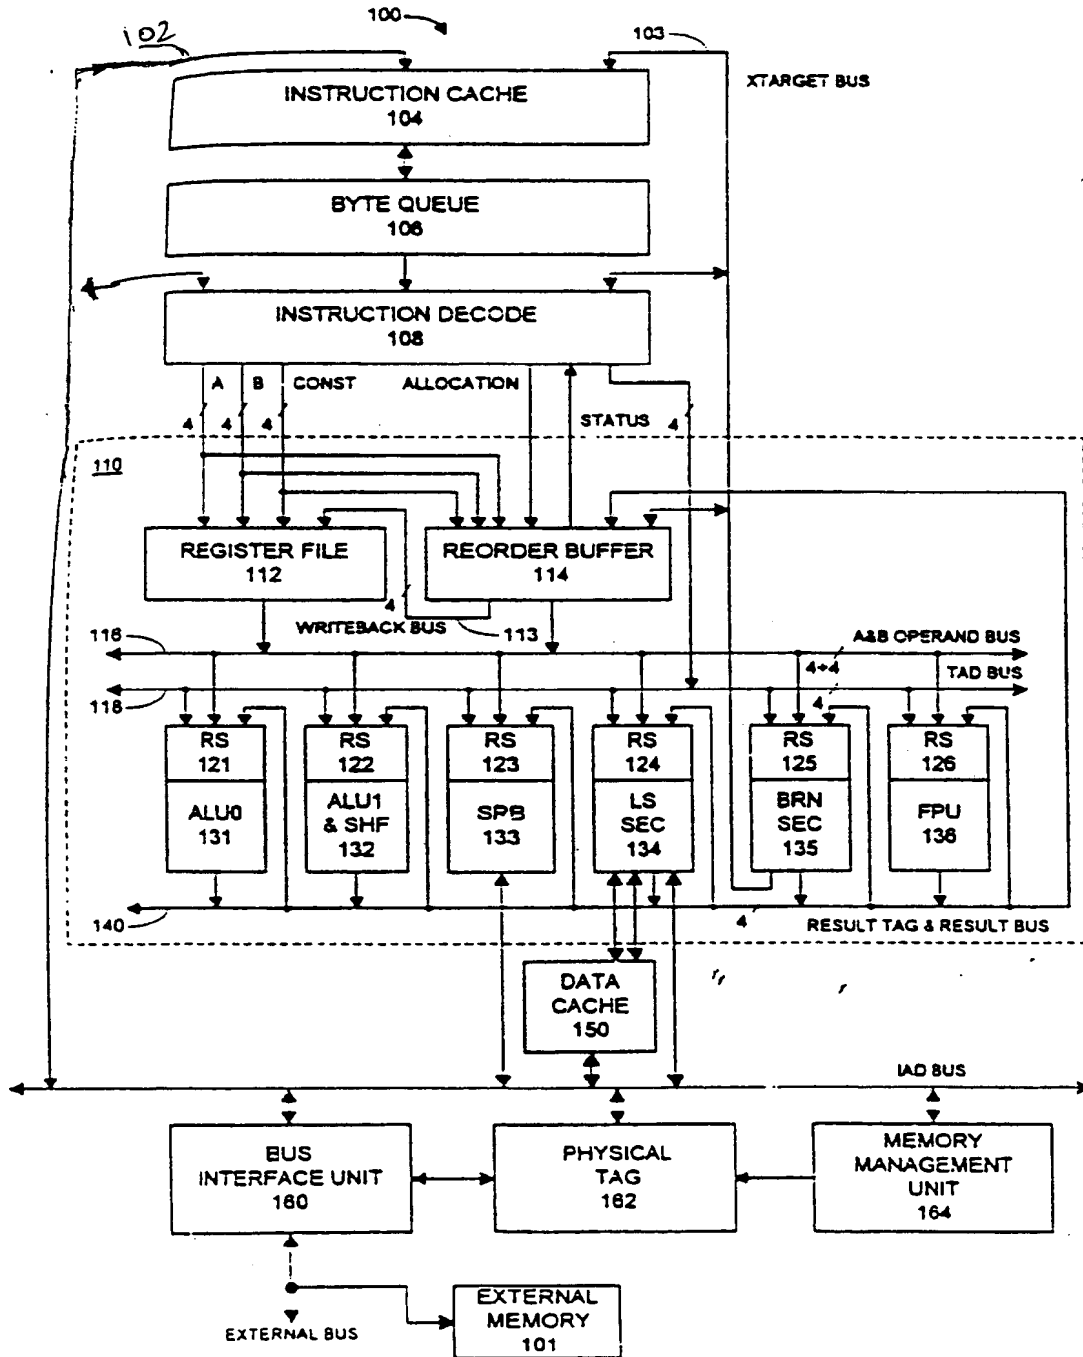 100
102
103
XTARGET BUS
INSTRUCTION CACHE
104
BYTE QUEUE
106
INSTRUCTION DECODE
108
A B CONST ALLOCATION
4 4 4 STATUS 4
110
REGISTER FILE
112
REORDER BUFFER
114
4
WRITEBACK BUS 113
116
A&B OPERAND BUS
4+4
TAD BUS
118
4
RS
121
RS
122
RS
123
RS
124
RS
125
RS
126
ALU0
131
ALU1
& SHF
132
SPB
133
LS
SEC
134
BRN
SEC
135
FPU
136
140
4
RESULT TAG & RESULT BUS
DATA
CACHE
150
IAD BUS
BUS
INTERFACE UNIT
160
PHYSICAL
TAG
162
MEMORY
MANAGEMENT
UNIT
164
EXTERNAL
MEMORY
101
EXTERNAL BUS